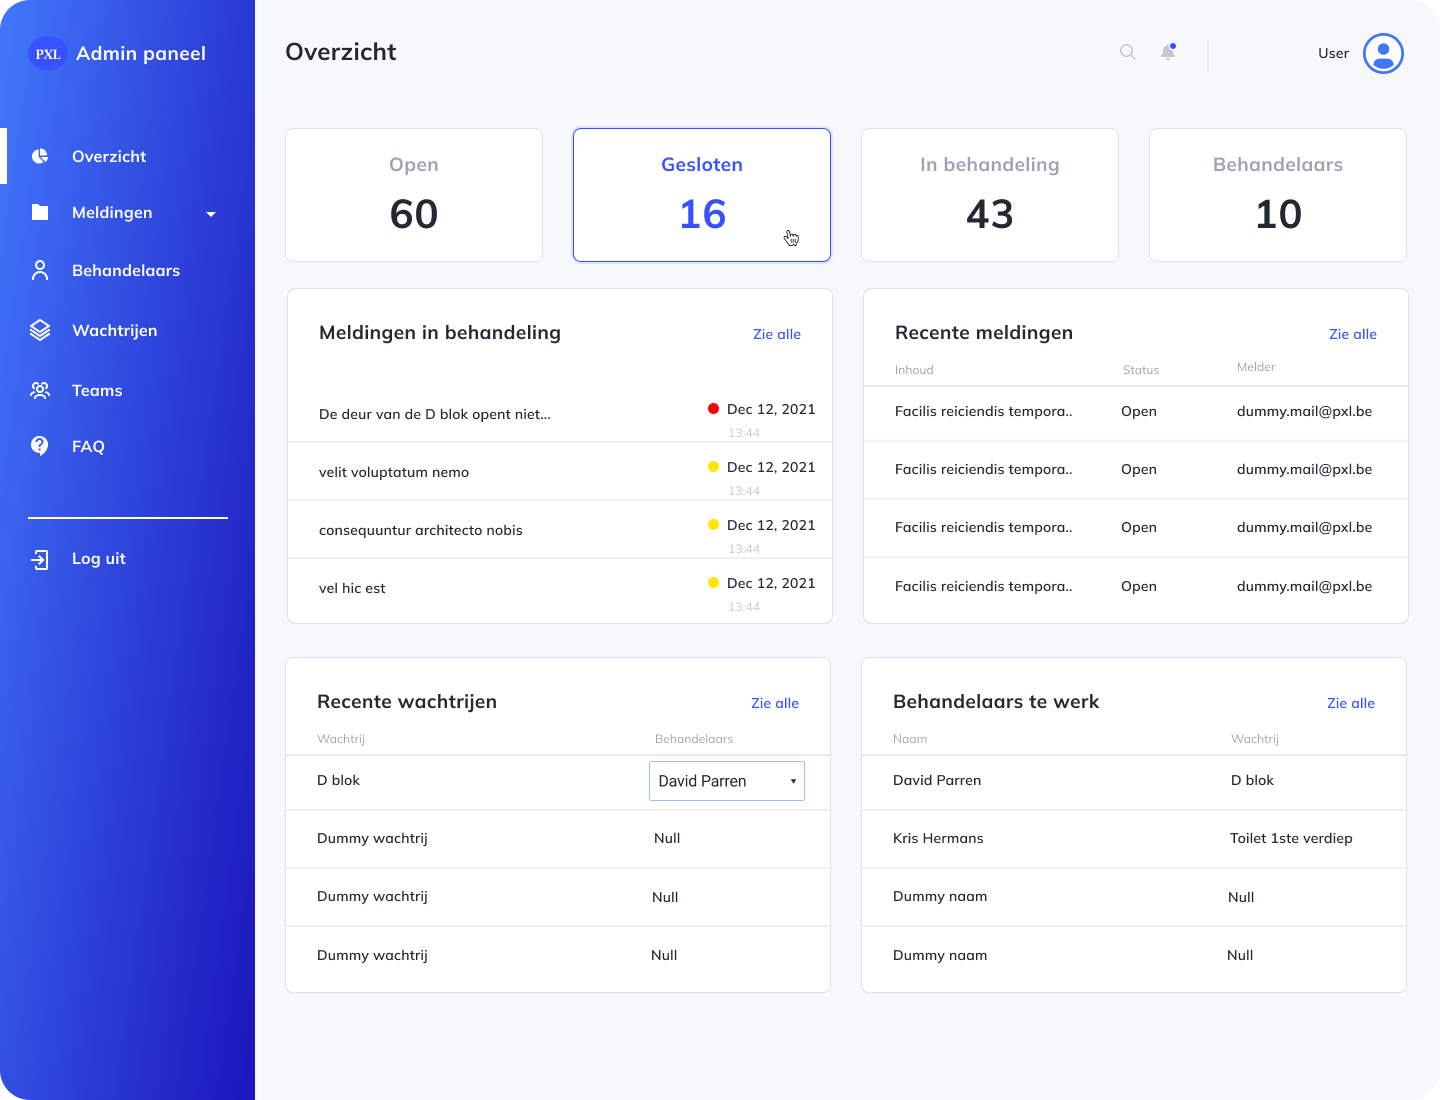 PXL Admin paneel
Overzicht
Meldingen
Behandelaars
Wachtrijen
Teams
FAQ
Log uit
Overzicht
User
Open
60
Gesloten
16
In behandeling
43
Behandelaars
10
Meldingen in behandeling Zie alle
De deur van de D blok opent niet... Dec 12, 2021
13:44
velit voluptatum nemo Dec 12, 2021
13:44
consequuntur architecto nobis Dec 12, 2021
13:44
vel hic est Dec 12, 2021
13:44
Recente meldingen Zie alle
Inhoud Status Melder
Facilis reiciendis tempora.. Open dummy.mail@pxl.be
Facilis reiciendis tempora.. Open dummy.mail@pxl.be
Facilis reiciendis tempora.. Open dummy.mail@pxl.be
Facilis reiciendis tempora.. Open dummy.mail@pxl.be
Recente wachtrijen Zie alle
Wachtrij Behandelaars
D blok David Parren
Dummy wachtrij Null
Dummy wachtrij Null
Dummy wachtrij Null
Behandelaars te werk Zie alle
Naam Wachtrij
David Parren D blok
Kris Hermans Toilet 1ste verdiep
Dummy naam Null
Dummy naam Null